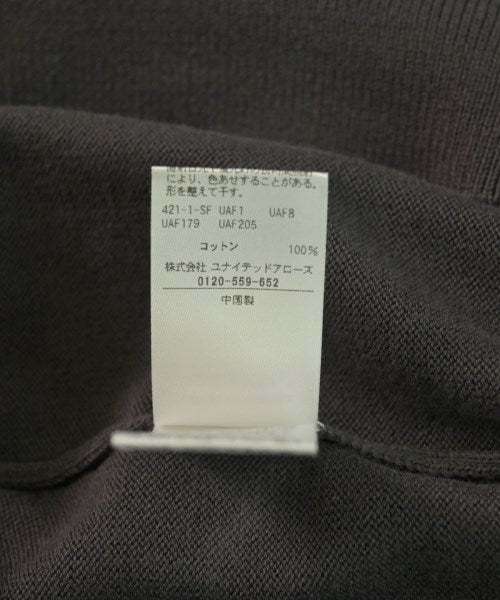 により、色あせすることがある。
形を整えて干す。
421-1-SF UAF1 UAF8
UAF179 UAF205
コットン 100%
株式会社 ユナイテッドアローズ
0120-559-652
中国製